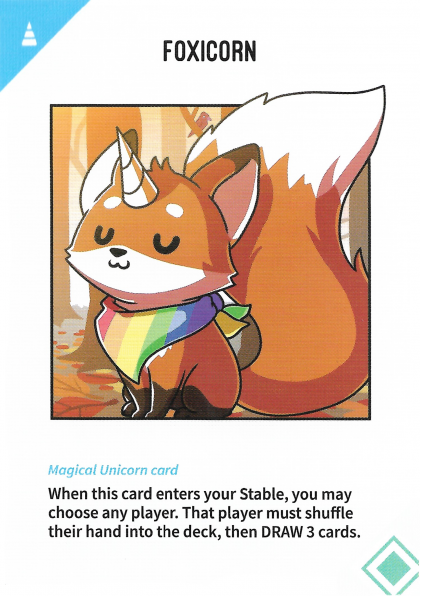 FOXICORN
Magical Unicorn card
When this card enters your Stable, you may
choose any player. That player must shuffle
their hand into the deck, then DRAW 3 cards.